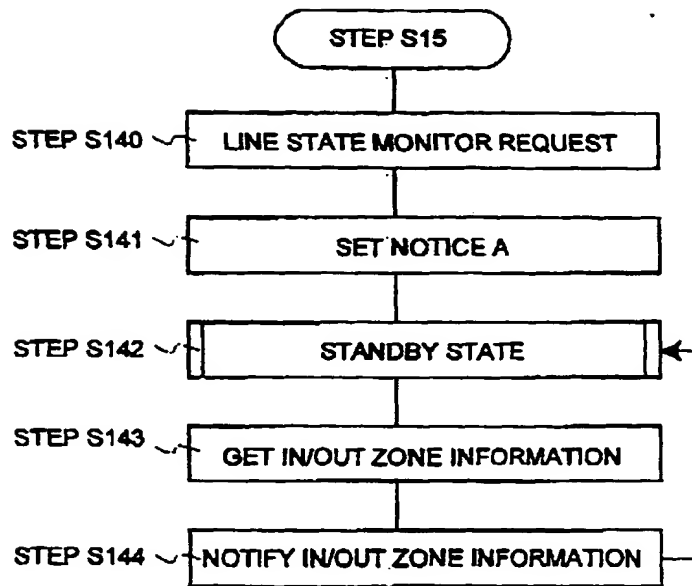 STEP S15
STEP S140 LINE STATE MONITOR REQUEST
STEP S141 SET NOTICE A
STEP S142 STANDBY STATE
STEP S143 GET IN/OUT ZONE INFORMATION
STEP S144 NOTIFY IN/OUT ZONE INFORMATION